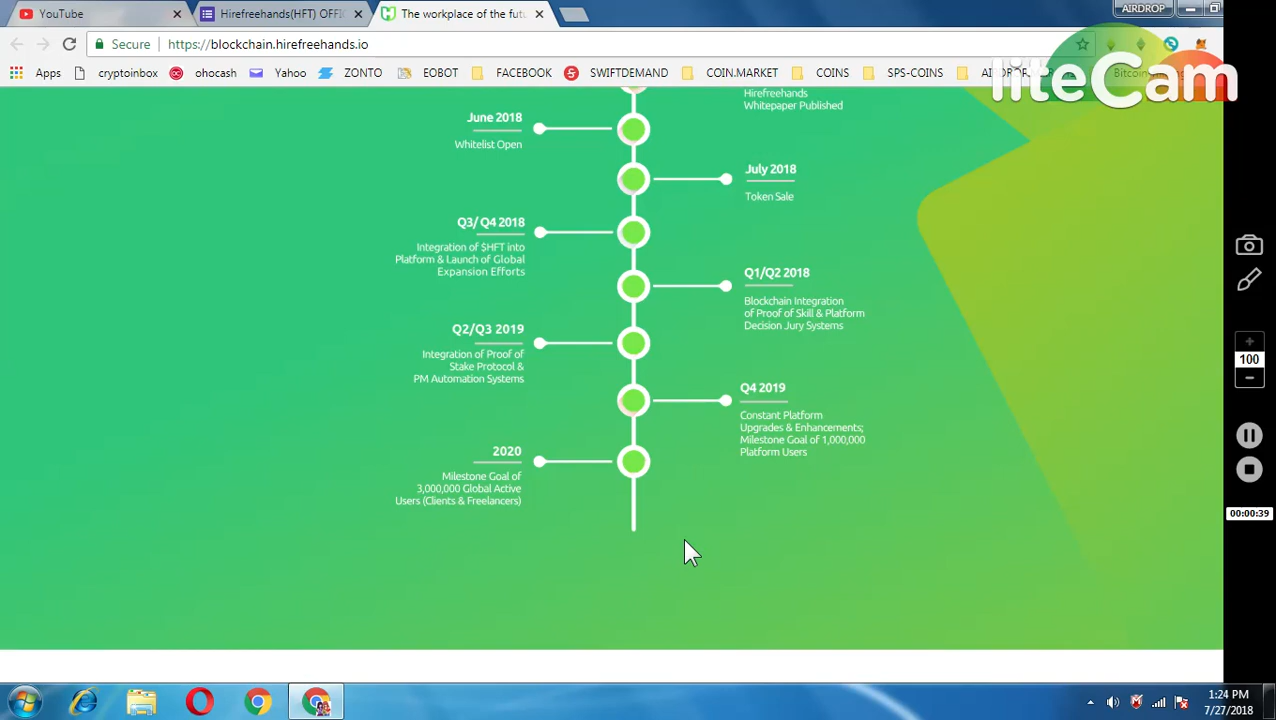 YouTube
Hirefreehands(HFT) OFFIC
The workplace of the futu
AIRDROP
Secure
https://blockchain.hirefreehands.io
liteCam
Apps
cryptoinbox
ohocash
Yahoo
ZONTO
EOBOT
FACEBOOK
SWIFTDEMAND
COIN.MARKET
COINS
SPS-COINS
Hirefreehands
Whitepaper Published
June 2018
Whitelist Open
July 2018
Token Sale
Q3/ Q4 2018
Integration of $HFT into
Platform & Launch of Global
Expansion Efforts
Q1/Q2 2018
Blockchain Integration
of Proof of Skill & Platform
Decision Jury Systems
Q2/Q3 2019
Integration of Proof of
Stake Protocol &
PM Automation Systems
Q4 2019
Constant Platform
Upgrades & Enhancements;
Milestone Goal of 1,000,000
Platform Users
2020
Milestone Goal of
3,000,000 Global Active
Users (Clients & Freelancers)
100
00:00:39
1:24 PM
7/27/2018